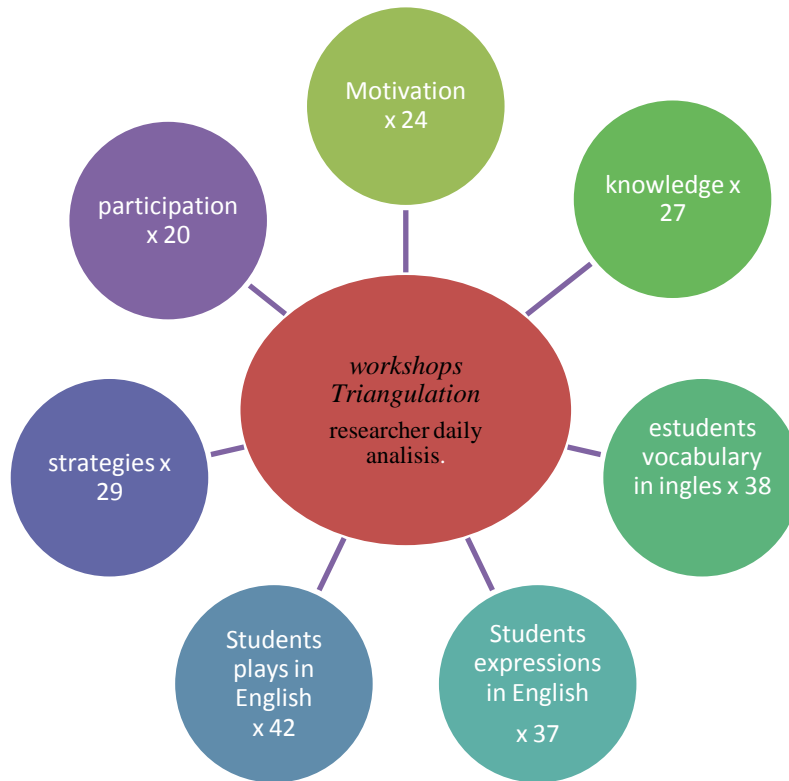 Motivation
x 24
knowledge x
27
estudents
vocabulary
in ingles x 38
Students
expressions
in English
x 37
Students
plays in
English
x 42
strategies x
29
participation
x 20
workshops
Triangulation
researcher daily
analisis.